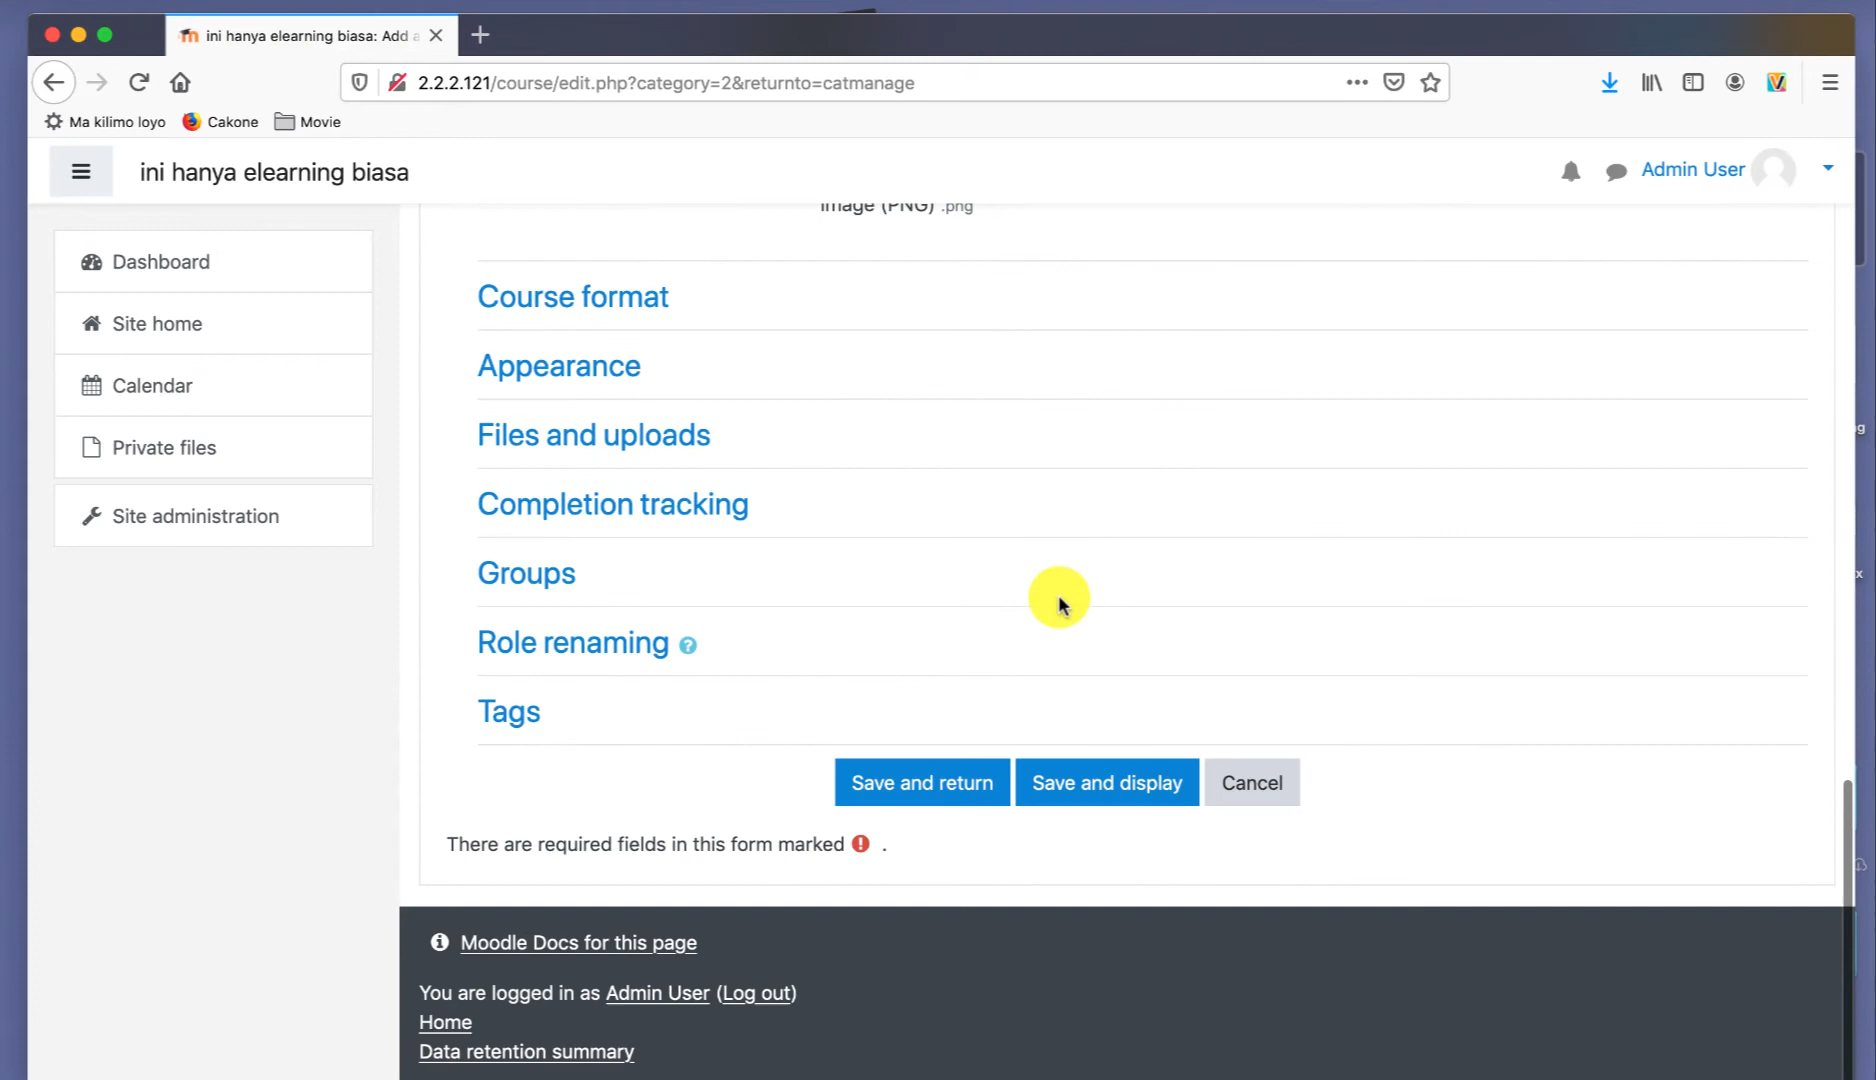 ini hanya elearning biasa: Add a
2.2.2.121/course/edit.php?category=2&returnto=catmanage
Ma kilimo loyo
Cakone
Movie
ini hanya elearning biasa
Admin User
Dashboard
Site home
Calendar
Private files
Site administration
Image (PNG) .png
Course format
Appearance
Files and uploads
Completion tracking
Groups
Role renaming
Tags
Save and return
Save and display
Cancel
There are required fields in this form marked .
Moodle Docs for this page
You are logged in as Admin User (Log out)
Home
Data retention summary